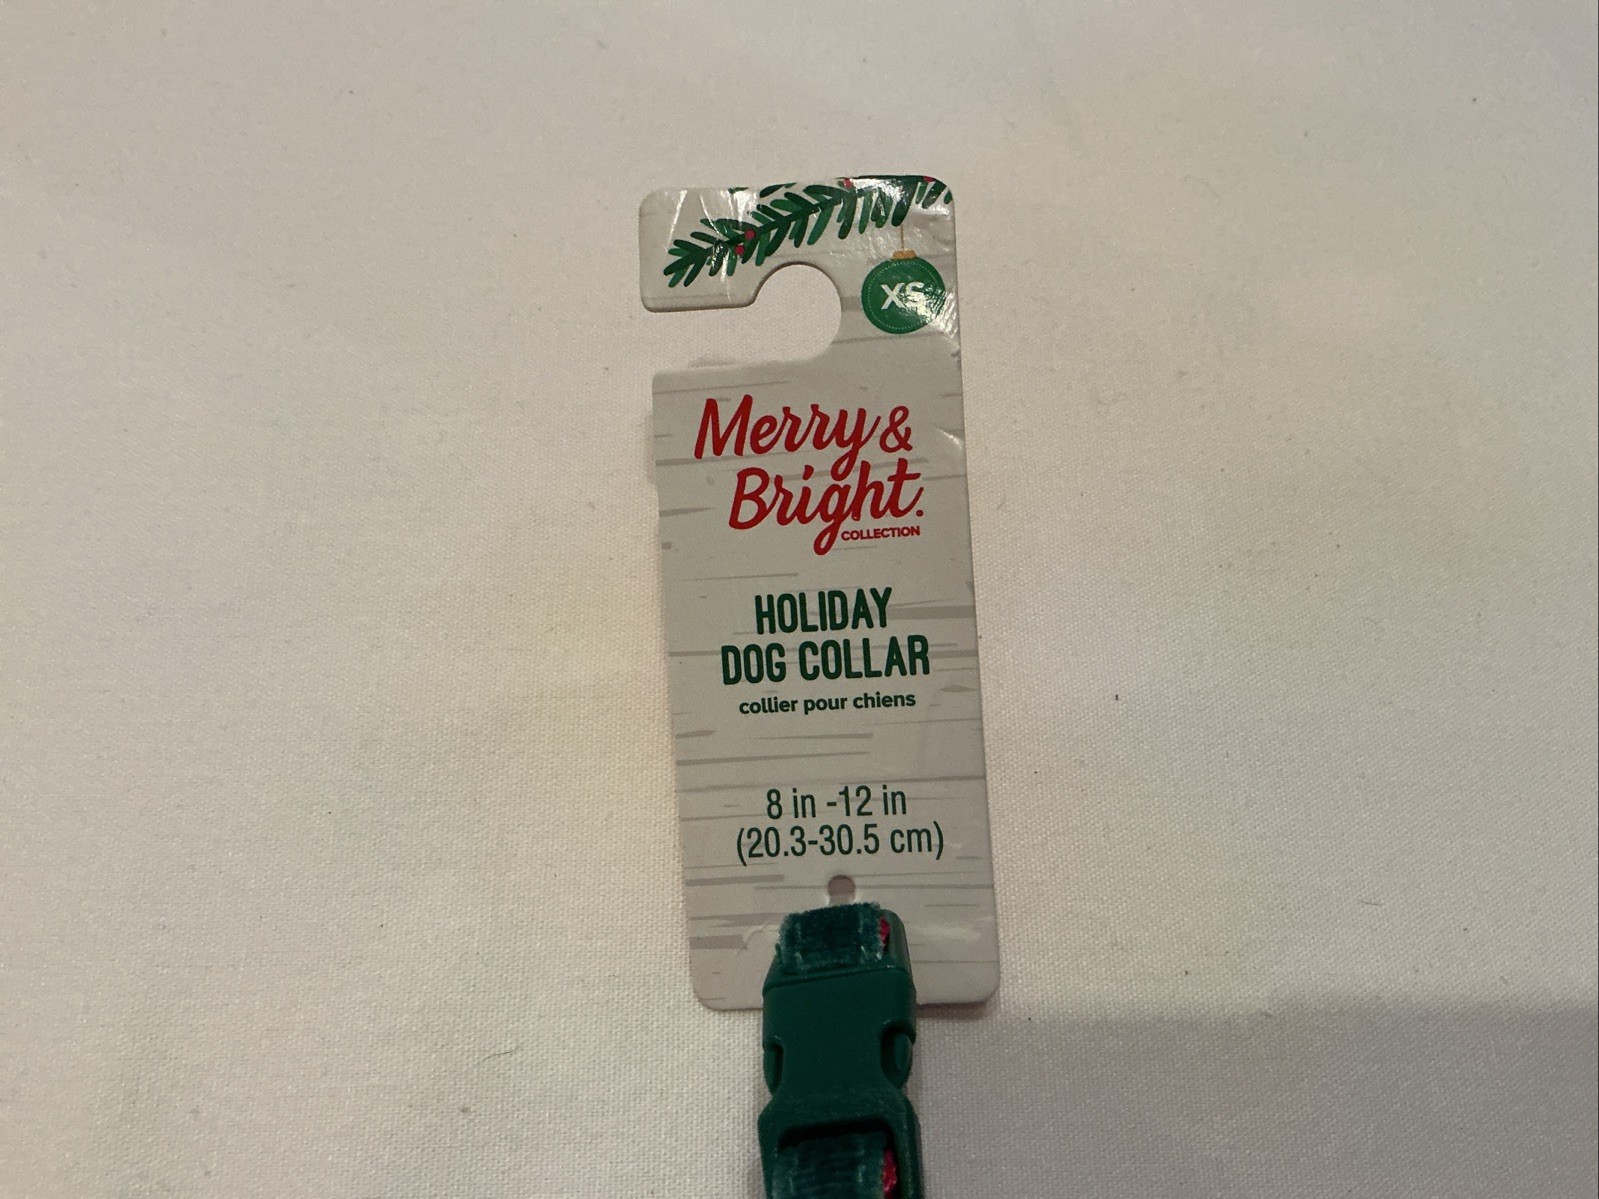 XS
Merry &
Bright.
COLLECTION
HOLIDAY
DOG COLLAR
collier pour chiens
8 in -12 in
(20.3-30.5 cm)